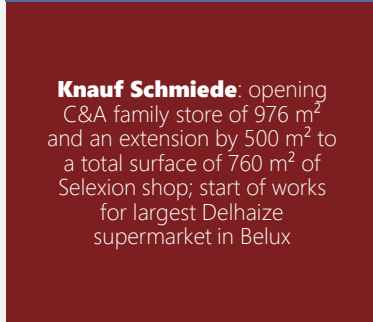 Knauf Schmiede: opening
C&A family store of 976 m²
and an extension by 500 m² to
a total surface of 760 m² of
Selexion shop; start of works
for largest Delhaize
supermarket in Belux